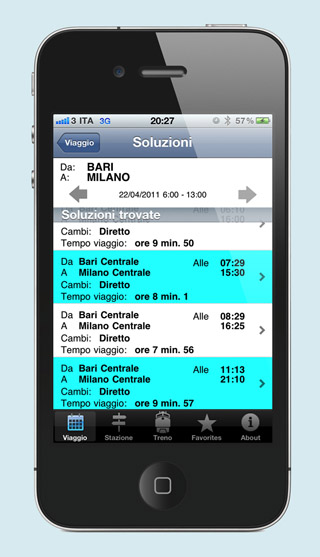 3 ITA 3G 20:27 57%
Viaggio Soluzioni
Da: BARI
A: MILANO
22/04/2011 6:00 - 13:00
Soluzioni trovate
16:00
Cambi: Diretto
Tempo viaggio: ore 9 min. 50
Da Bari Centrale Alle 07:29
A Milano Centrale 15:30
Cambi: Diretto
Tempo viaggio: ore 8 min. 1
Da Bari Centrale Alle 08:29
A Milano Centrale 16:25
Cambi: Diretto
Tempo viaggio: ore 7 min. 56
Da Bari Centrale Alle 11:13
A Milano Centrale 21:10
Cambi: Diretto
Tempo viaggio: ore 9 min. 57
Viaggio Stazione Treno Favorites About